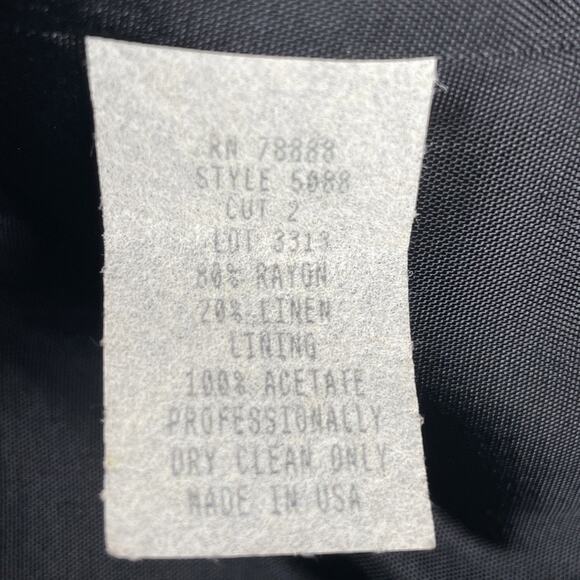 RN 78888
STYLE 5088
CUT 2
LOT 3313
80% RAYON
20% LINEN
LINING
100% ACETATE
PROFESSIONALLY
DRY CLEAN ONLY
MADE IN USA